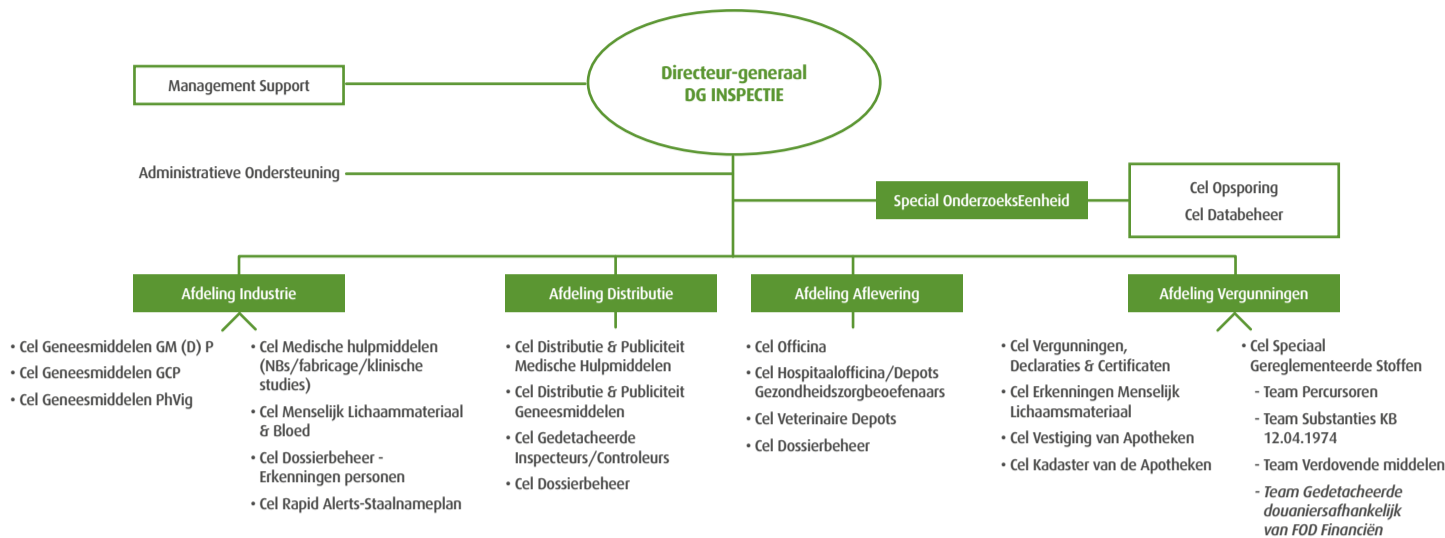 Directeur-generaal
DG INSPECTIE
Management Support
Administratieve Ondersteuning
Special OnderzoeksEenheid
Cel Opsporing
Cel Databeheer
Afdeling Industrie
• Cel Geneesmiddelen GM (D) P
• Cel Geneesmiddelen GCP
• Cel Geneesmiddelen PhVig
• Cel Medische hulpmiddelen
(NBs/fabricage/klinische
studies)
• Cel Menselijk Lichaammateriaal
& Bloed
• Cel Dossierbeheer -
Erkenningen personen
• Cel Rapid Alerts-Staalnameplan
Afdeling Distributie
• Cel Distributie & Publiciteit
Medische Hulpmiddelen
• Cel Distributie & Publiciteit
Geneesmiddelen
• Cel Gedetacheerde
Inspecteurs/Controleurs
• Cel Dossierbeheer
Afdeling Aflevering
• Cel Officina
• Cel Hospitaalofficina/Depots
Gezondheidszorgbeoefenaars
• Cel Veterinaire Depots
• Cel Dossierbeheer
Afdeling Vergunningen
• Cel Vergunningen,
Declaraties & Certificaten
• Cel Erkenningen Menselijk
Lichaamsmateriaal
• Cel Vestiging van Apotheken
• Cel Kadaster van de Apotheken
• Cel Speciaal
Gereglementeerde Stoffen
- Team Percursoren
- Team Substanties KB
12.04.1974
- Team Verdovende middelen
- Team Gedetacheerde
douaniersafhankelijk
van FOD Financiën